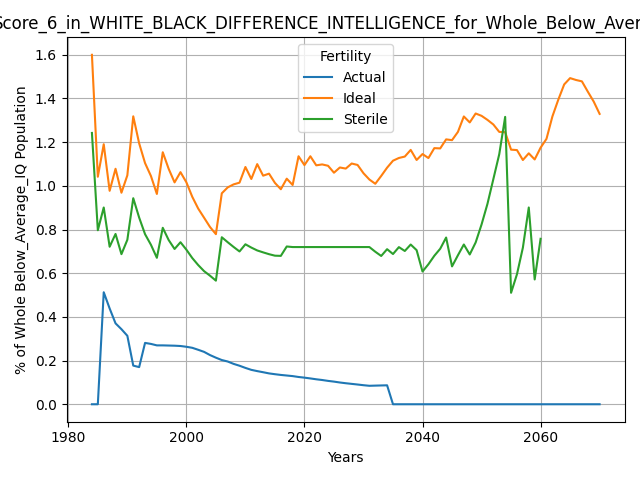 Score_6_in_WHITE_BLACK_DIFFERENCE_INTELLIGENCE_for_Whole_Below_Aver
Fertility
Actual
Ideal
Sterile
% of Whole Below_Average_IQ Population
1.6
1.4
1.2
1.0
0.8
0.6
0.4
0.2
0.0
1980 2000 2020 2040 2060
Years